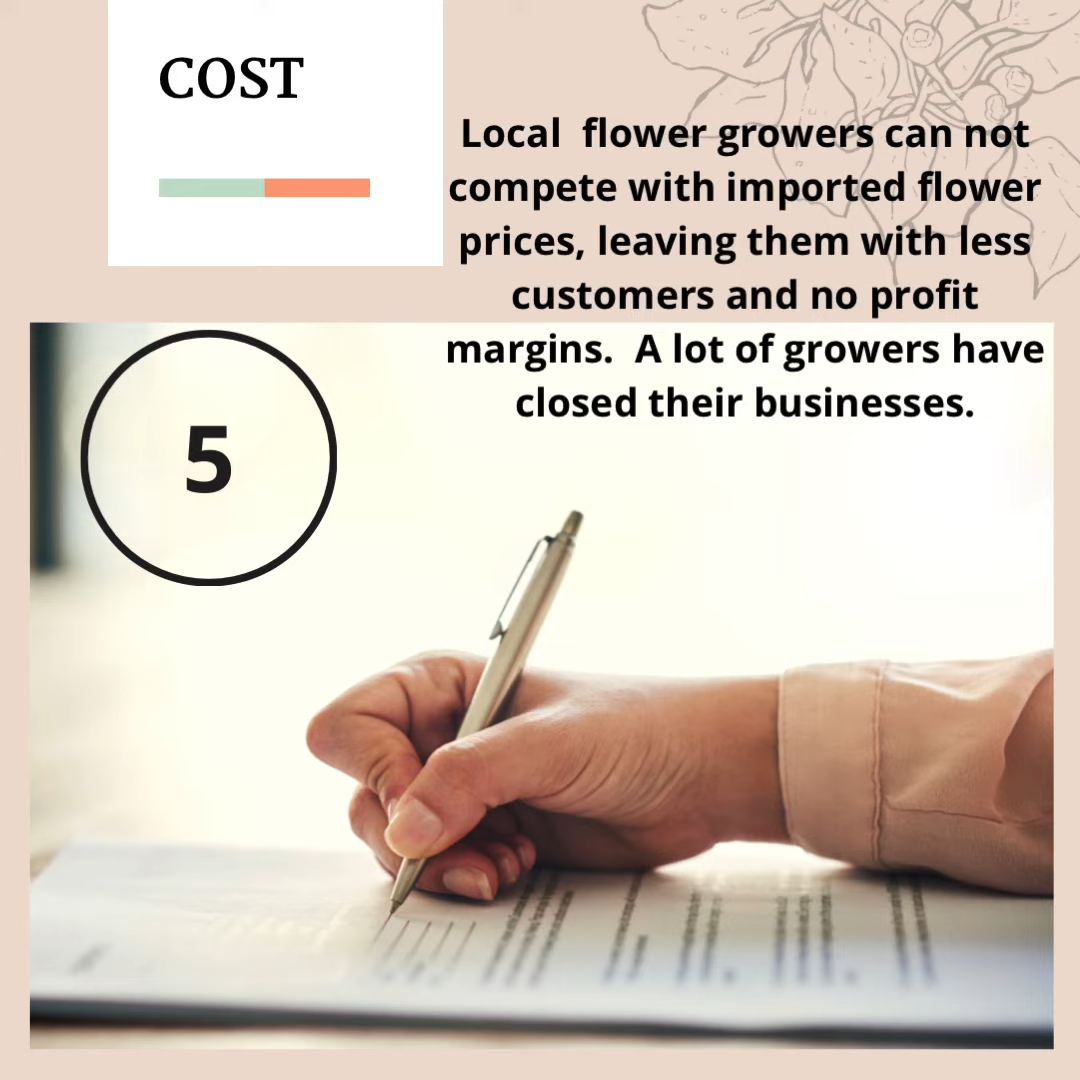 COST
Local  flower growers can not
compete with imported flower
prices, leaving them with less
customers and no profit
margins.  A lot of growers have
closed their businesses.
5